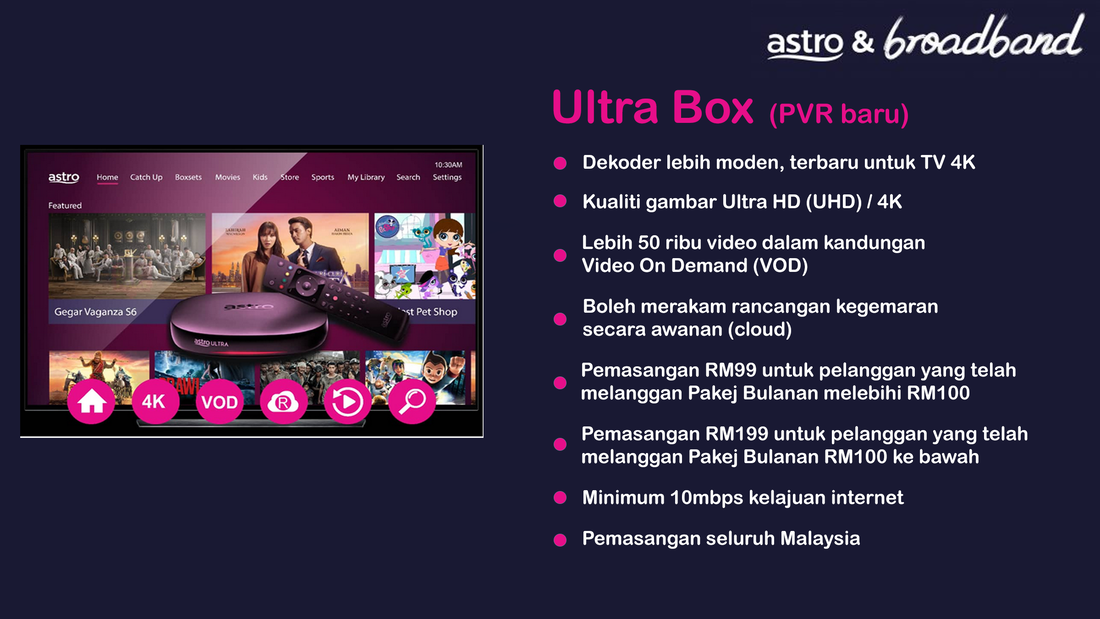 astro & broadband
Ultra Box (PVR baru)
Dekoder lebih moden, terbaru untuk TV 4K
Kualiti gambar Ultra HD (UHD) / 4K
Lebih 50 ribu video dalam kandungan
Video On Demand (VOD)
Boleh merakam rancangan kegemaran
secara awanan (cloud)
Pemasangan RM99 untuk pelanggan yang telah
melanggan Pakej Bulanan melebihi RM100
Pemasangan RM199 untuk pelanggan yang telah
melanggan Pakej Bulanan RM100 ke bawah
Minimum 10mbps kelajuan internet
Pemasangan seluruh Malaysia
10:30AM
astro Home Catch Up Boxsets Movies Kids Store Sports My Library Search Settings
Featured
Gegar Vaganza S6
Pet Shop
astro
astro ULTRA
4K
VOD
R